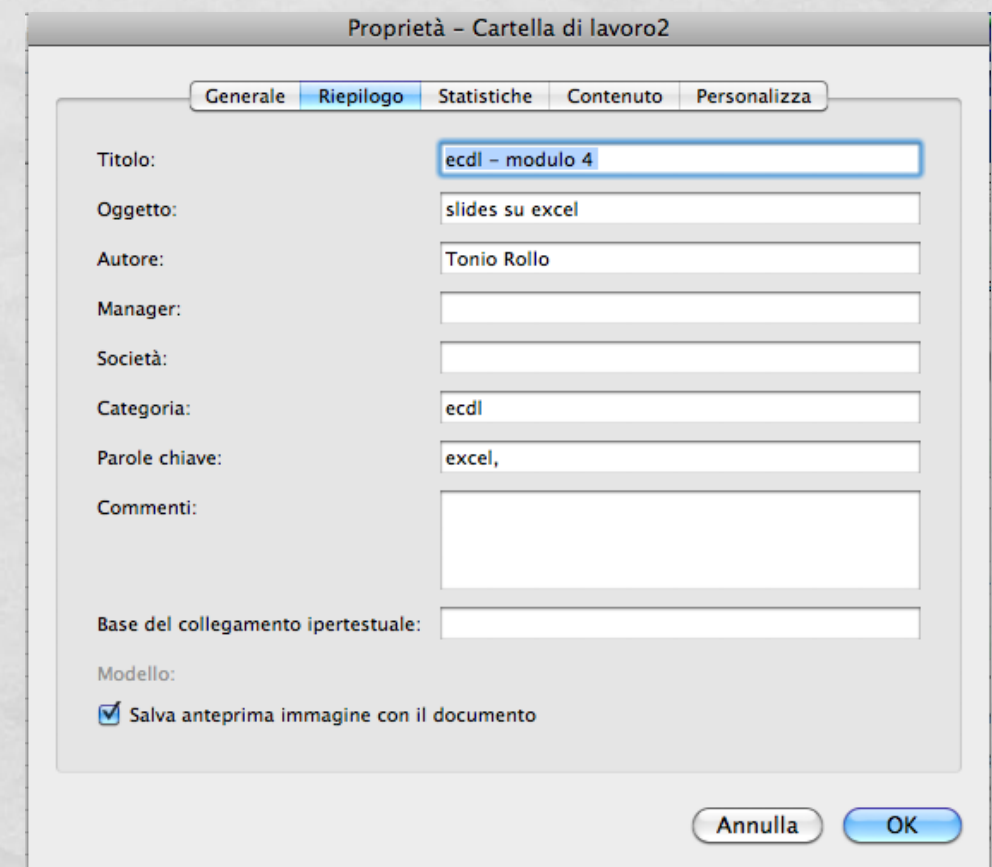 Proprietà – Cartella di lavoro2
Generale Riepilogo Statistiche Contenuto Personalizza
Titolo: ecdl – modulo 4
Oggetto: slides su excel
Autore: Tonio Rollo
Manager:
Società:
Categoria: ecdl
Parole chiave: excel,
Commenti:
Base del collegamento ipertestuale:
Modello:
Salva anteprima immagine con il documento
Annulla OK